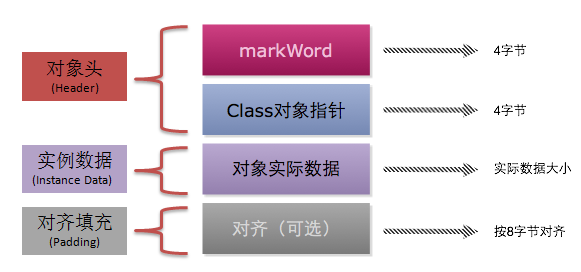 对象头
(Header)
markWord
4字节
Class对象指针
4字节
实例数据
(Instance Data)
对象实际数据
实际数据大小
对齐填充
(Padding)
对齐（可选）
按8字节对齐